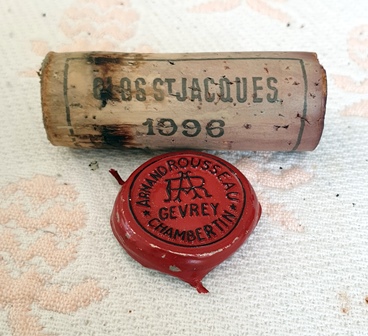 CLOS ST JACQUES
1996
ARMAND ROUSSEAU
AR
GEVREY
CHAMBERTIN